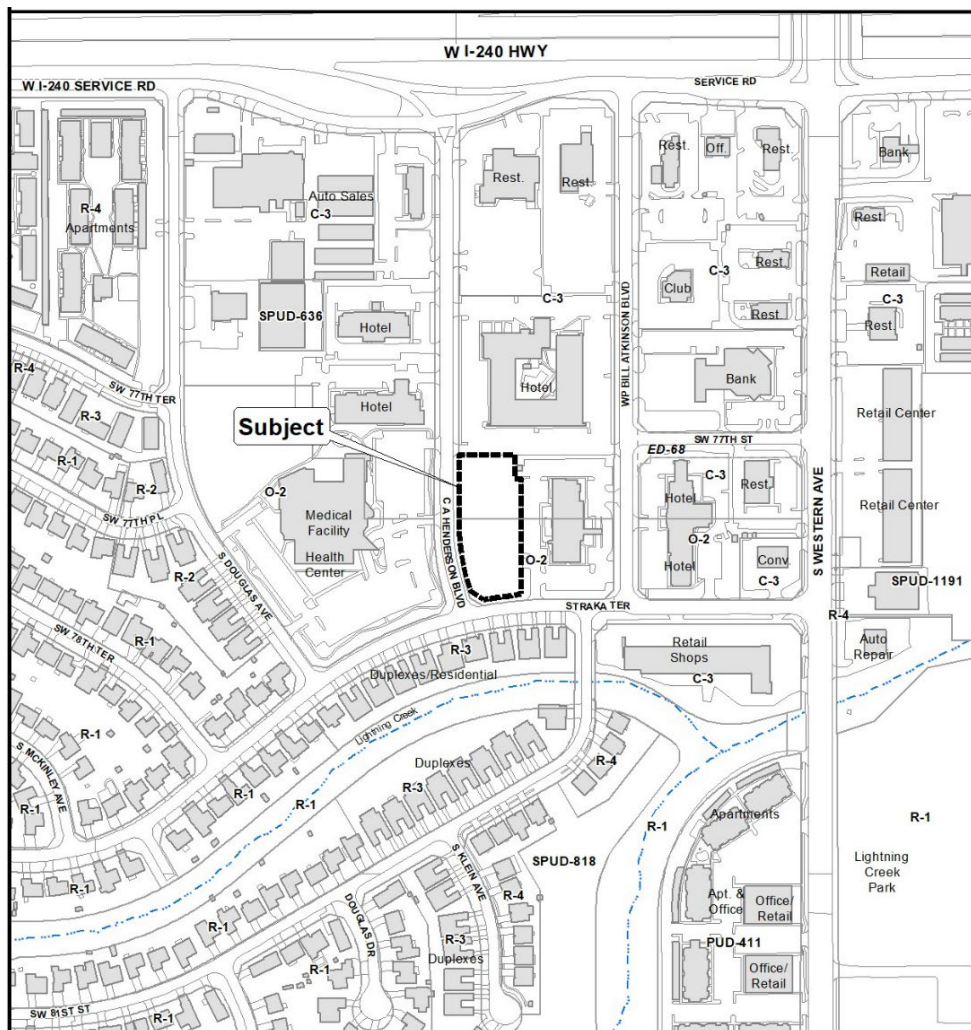 W I-240 HWY
W I-240 SERVICE RD
SERVICE RD
R-4
Apartments
Auto Sales
C-3
Rest.
Rest.
Rest.
Off.
Rest.
Bank
Rest.
Retail
C-3
Rest.
Rest.
C-3
Club
Rest.
SPUD-636
Hotel
C-3
WP BILL ATKINSON BLVD
Hotel
Bank
Retail Center
R-4
SW 77TH TER
R-3
Hotel
Subject
SW 77TH ST
ED-68
R-1
R-2
O-2
Medical
Facility
Health
Center
C A HENDERSON BLVD
O-2
Hotel
C-3
Rest.
O-2
Hotel
Conv.
C-3
S WESTERN AVE
Retail Center
SPUD-1191
R-4
Auto
Repair
SW 77TH PL
R-2
S DOUGLAS AVE
R-1
SW 78TH TER
STRAKA TER
R-3
Duplexes/Residential
Retail
Shops
C-3
Lightning Creek
R-1
S MCKINLEY AVE
R-1
R-1
R-1
Duplexes
R-3
R-4
R-1
Apartments
R-1
Lightning
Creek
Park
SPUD-818
S KLEIN AVE
R-4
Apt. &
Office
Office/
Retail
R-1
R-1
DOUGLAS DR
R-3
Duplexes
R-1
PUD-411
Office/
Retail
SW 81ST ST